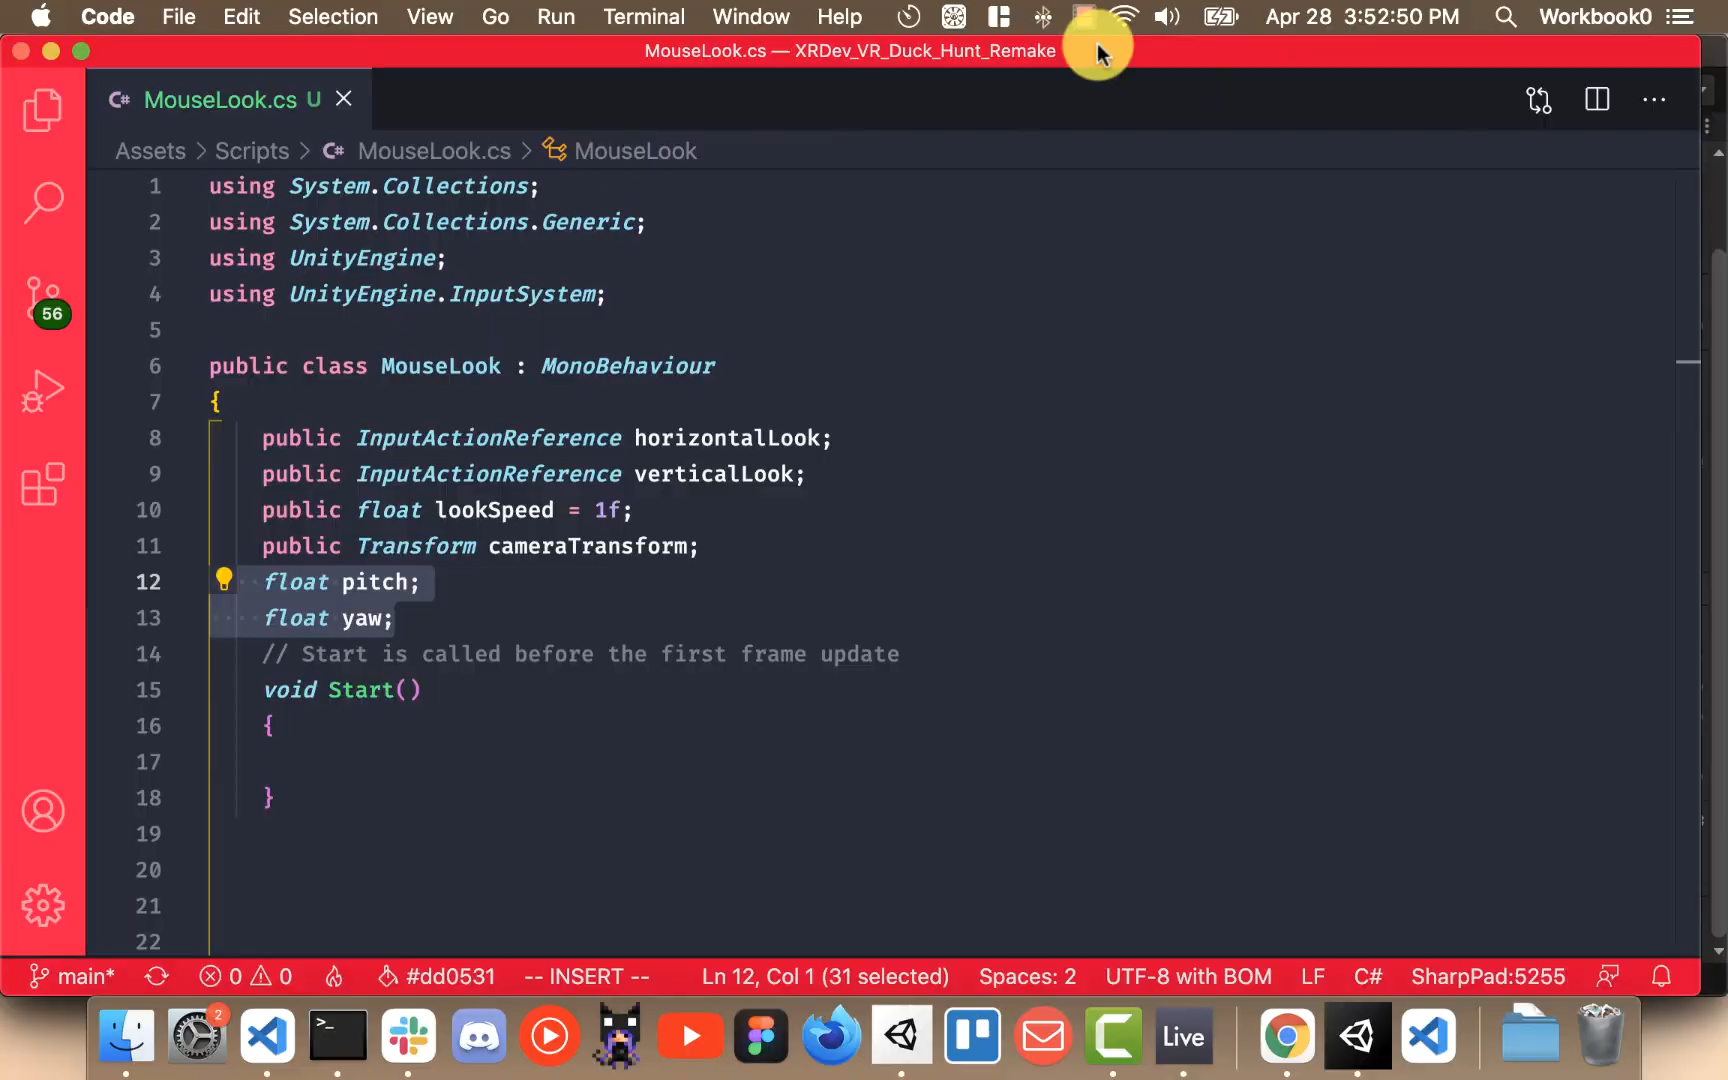 Code File Edit Selection View Go Run Terminal Window Help Apr 28 3:52:50 PM Workbook0
MouseLook.cs — XRDev_VR_Duck_Hunt_Remake
C# MouseLook.cs U
Assets > Scripts > C# MouseLook.cs > MouseLook
1 using System.Collections;
2 using System.Collections.Generic;
3 using UnityEngine;
4 using UnityEngine.InputSystem;
5
6 public class MouseLook : MonoBehaviour
7 {
8 public InputActionReference horizontalLook;
9 public InputActionReference verticalLook;
10 public float lookSpeed = 1f;
11 public Transform cameraTransform;
12 float pitch;
13 float yaw;
14 // Start is called before the first frame update
15 void Start()
16 {
17
18 }
19
20
21
22
56
main* 0 0 #dd0531 -- INSERT -- Ln 12, Col 1 (31 selected) Spaces: 2 UTF-8 with BOM LF C# SharpPad:5255
2
>_
Live